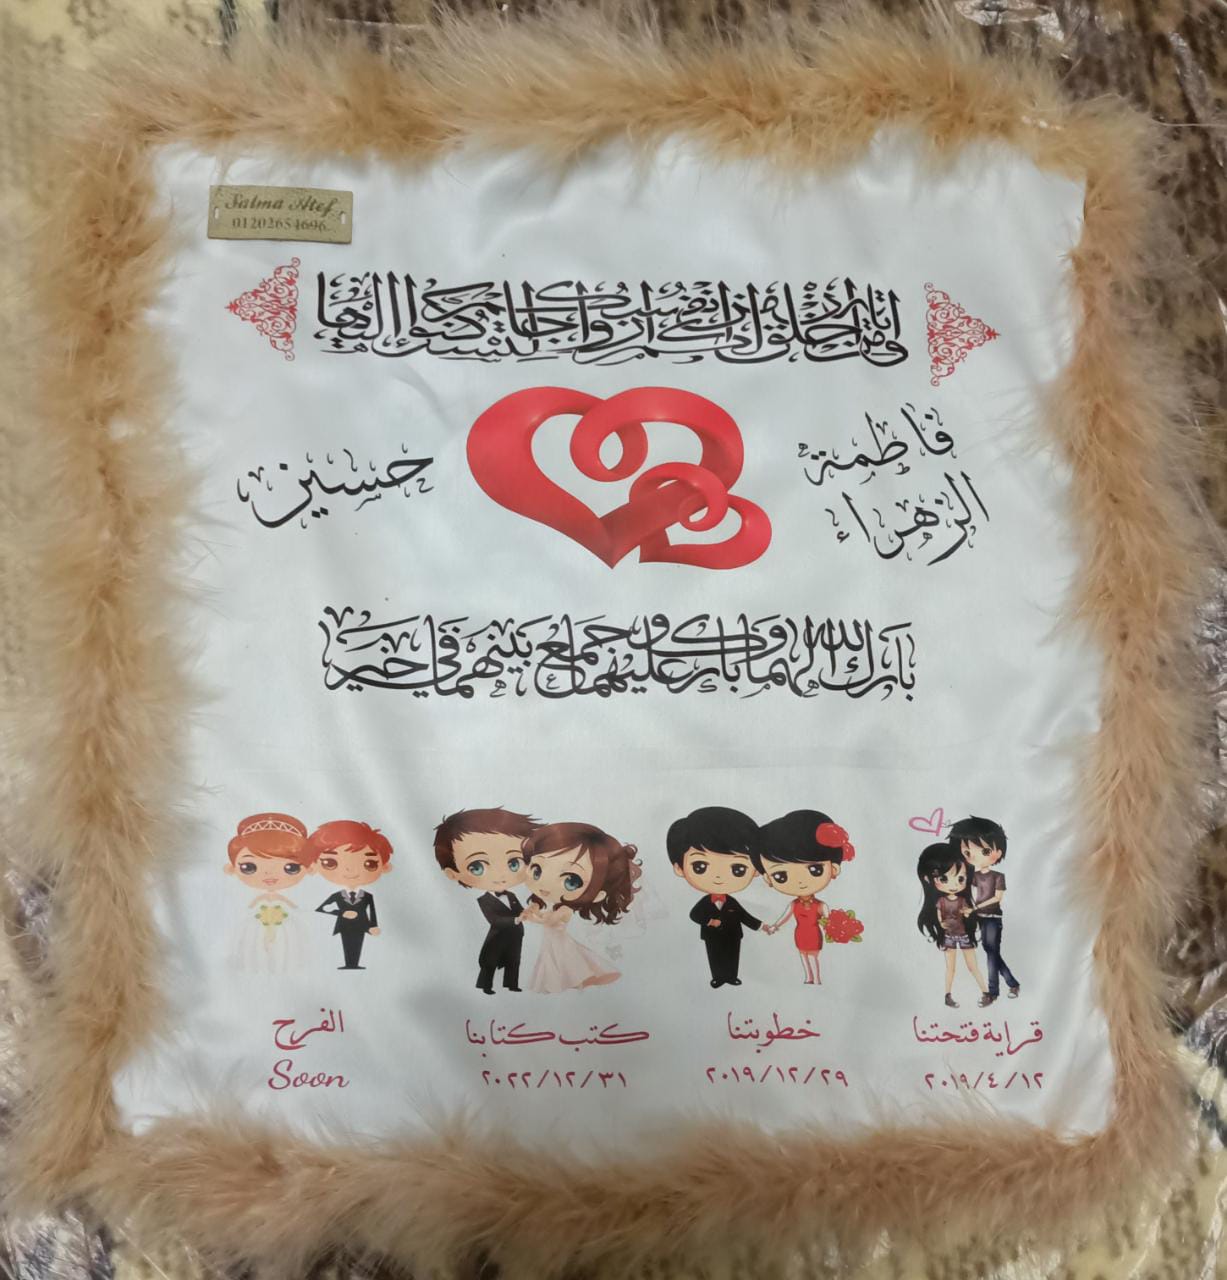 Salma Atef
01202654696
ومن آياته أن خلق لكم من أنفسكم أزواجا لتسكنوا إليها
فاطمة
الزهراء
حسين
بارك الله لهما وبارك عليهما وجمع بينهما في خير
قراية فتحتنا
٢٠١٩/٤/١٢
خطوبتنا
٢٠١٩/١٢/٢٩
كتب كتابنا
٢٠٢٢/١٢/٣١
الفرح
Soon